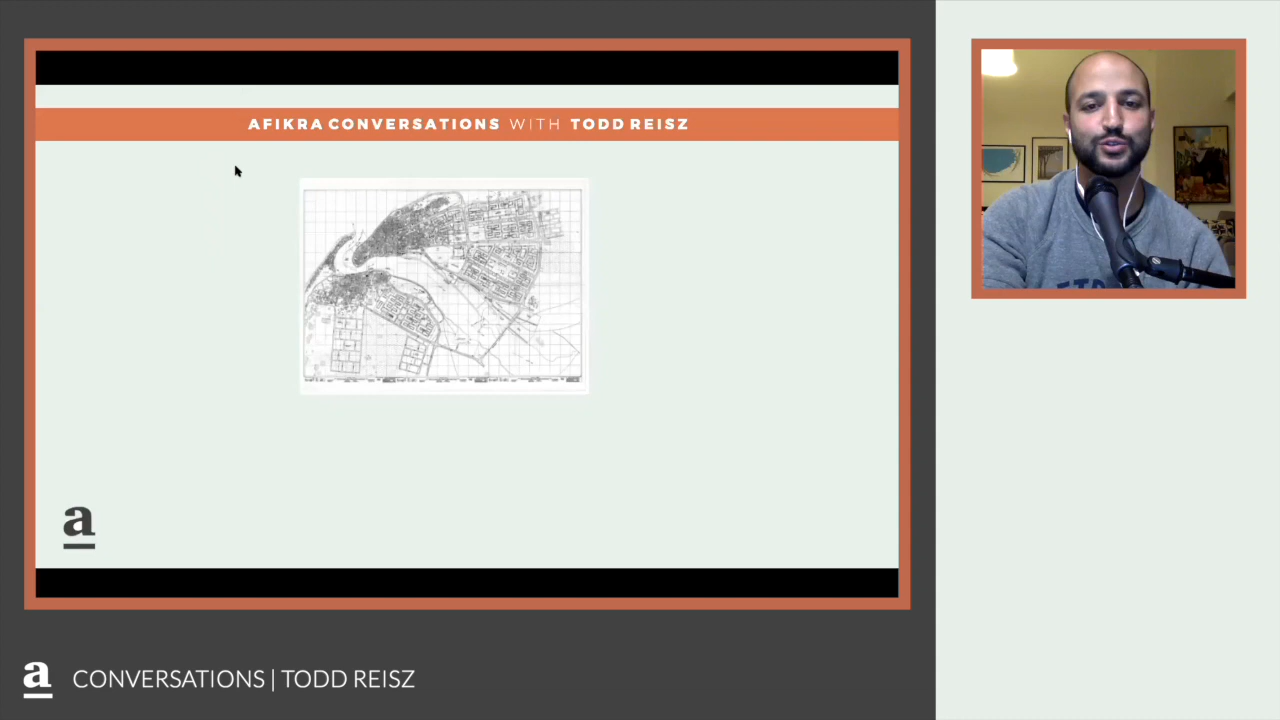 AFIKRA CONVERSATIONS WITH TODD REISZ
a
a CONVERSATIONS | TODD REISZ